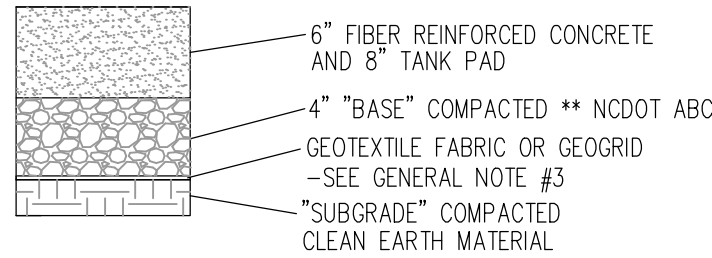 6" FIBER REINFORCED CONCRETE
AND 8" TANK PAD
4" "BASE" COMPACTED ** NCDOT ABC
GEOTEXTILE FABRIC OR GEOGRID
-SEE GENERAL NOTE #3
"SUBGRADE" COMPACTED
CLEAN EARTH MATERIAL